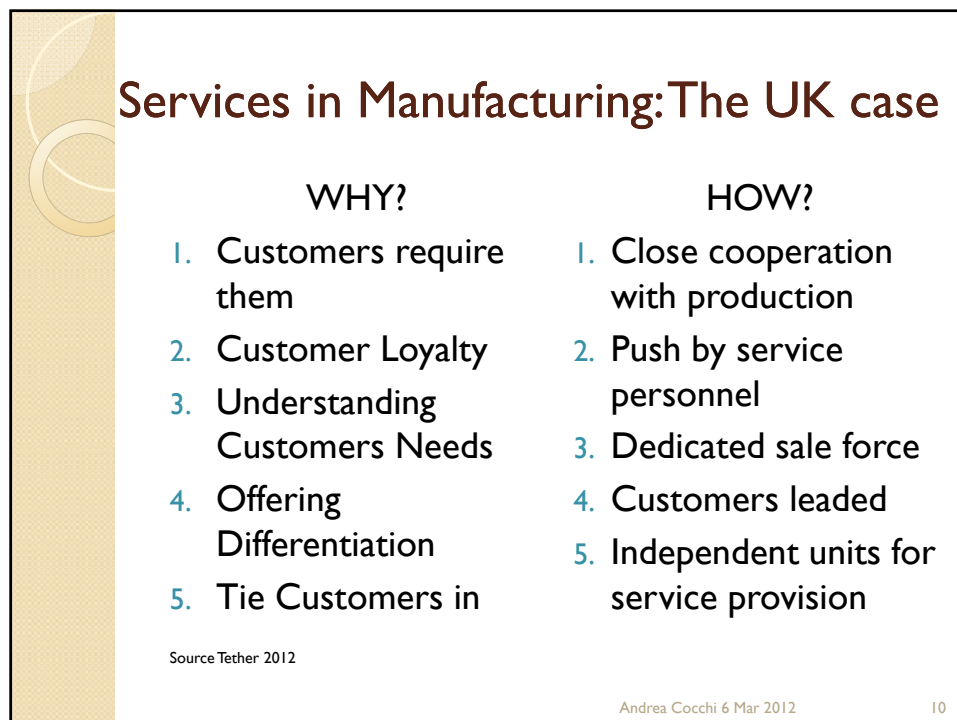 Services in Manufacturing: The UK case
WHY?
1. Customers require
them
2. Customer Loyalty
3. Understanding
Customers Needs
4. Offering
Differentiation
5. Tie Customers in
HOW?
1. Close cooperation
with production
2. Push by service
personnel
3. Dedicated sale force
4. Customers leaded
5. Independent units for
service provision
Source Tether 2012
Andrea Cocchi 6 Mar 2012
10